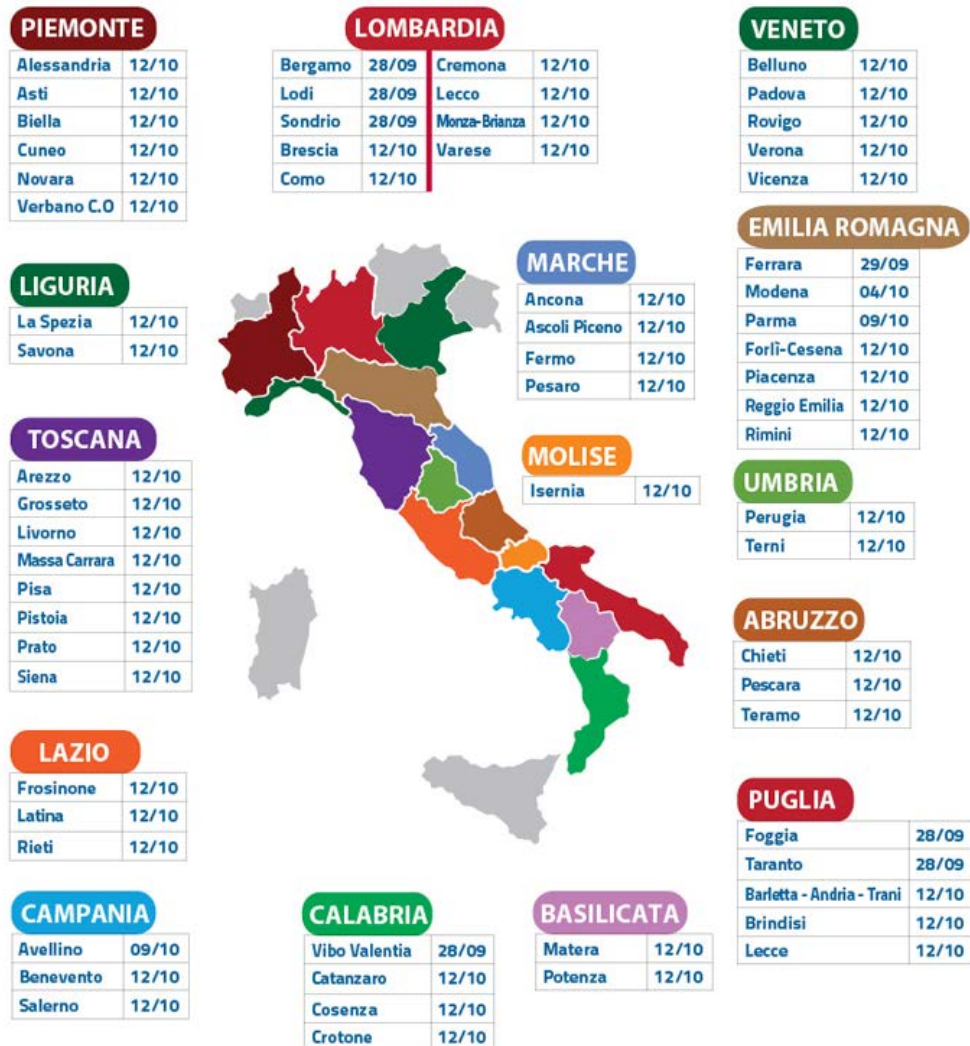 PIEMONTE
Alessandria 12/10
Asti 12/10
Biella 12/10
Cuneo 12/10
Novara 12/10
Verbano C.O 12/10
LOMBARDIA
Bergamo 28/09 Cremona 12/10
Lodi 28/09 Lecco 12/10
Sondrio 28/09 Monza-Brianza 12/10
Brescia 12/10 Varese 12/10
Como 12/10
VENETO
Belluno 12/10
Padova 12/10
Rovigo 12/10
Verona 12/10
Vicenza 12/10
LIGURIA
La Spezia 12/10
Savona 12/10
MARCHE
Ancona 12/10
Ascoli Piceno 12/10
Fermo 12/10
Pesaro 12/10
EMILIA ROMAGNA
Ferrara 29/09
Modena 04/10
Parma 09/10
Forlì-Cesena 12/10
Piacenza 12/10
Reggio Emilia 12/10
Rimini 12/10
TOSCANA
Arezzo 12/10
Grosseto 12/10
Livorno 12/10
Massa Carrara 12/10
Pisa 12/10
Pistoia 12/10
Prato 12/10
Siena 12/10
MOLISE
Isernia 12/10
UMBRIA
Perugia 12/10
Terni 12/10
ABRUZZO
Chieti 12/10
Pescara 12/10
Teramo 12/10
LAZIO
Frosinone 12/10
Latina 12/10
Rieti 12/10
PUGLIA
Foggia 28/09
Taranto 28/09
Barletta - Andria - Trani 12/10
Brindisi 12/10
Lecce 12/10
CAMPANIA
Avellino 09/10
Benevento 12/10
Salerno 12/10
CALABRIA
Vibo Valentia 28/09
Catanzaro 12/10
Cosenza 12/10
Crotone 12/10
BASILICATA
Matera 12/10
Potenza 12/10